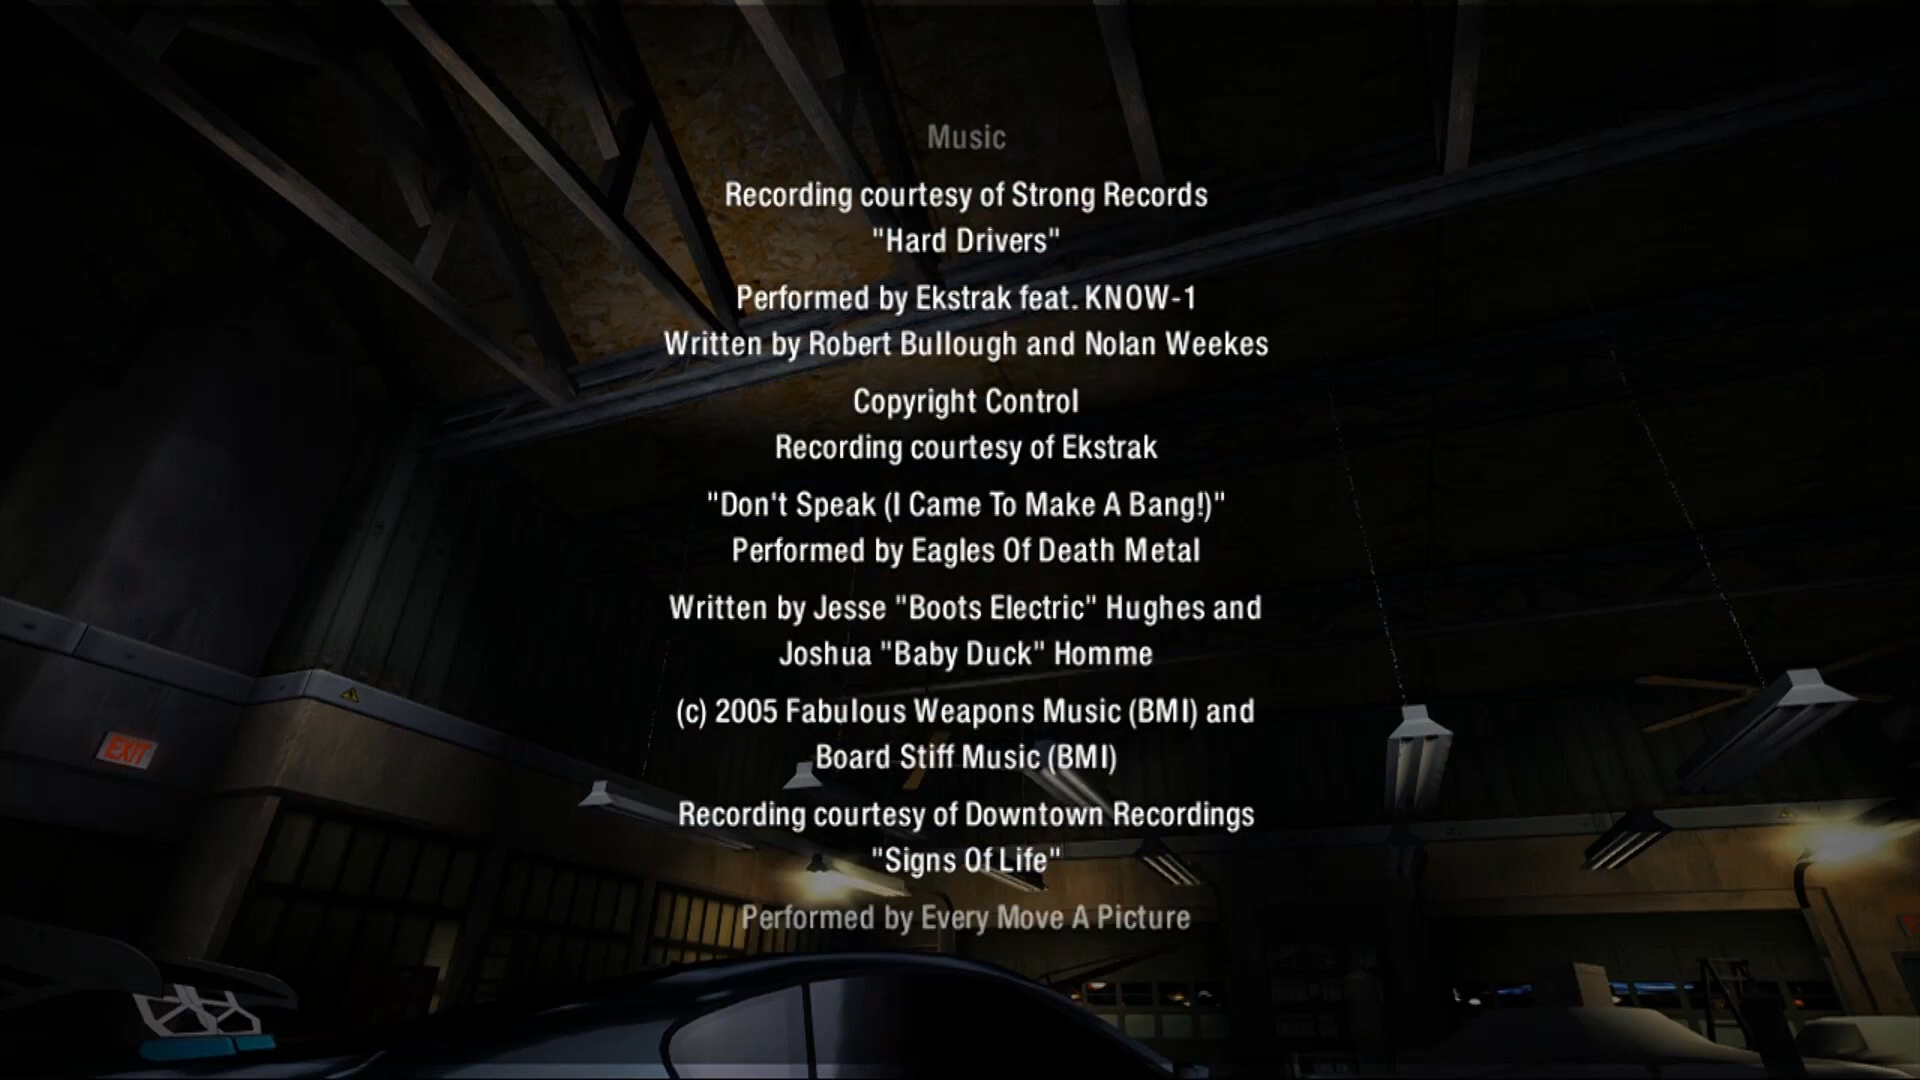 Music
Recording courtesy of Strong Records
"Hard Drivers"
Performed by Ekstrak feat. KNOW-1
Written by Robert Bullough and Nolan Weekes
Copyright Control
Recording courtesy of Ekstrak
"Don't Speak (I Came To Make A Bang!)"
Performed by Eagles Of Death Metal
Written by Jesse "Boots Electric" Hughes and
Joshua "Baby Duck" Homme
(c) 2005 Fabulous Weapons Music (BMI) and
Board Stiff Music (BMI)
EXIT
Recording courtesy of Downtown Recordings
"Signs Of Life"
Performed by Every Move A Picture